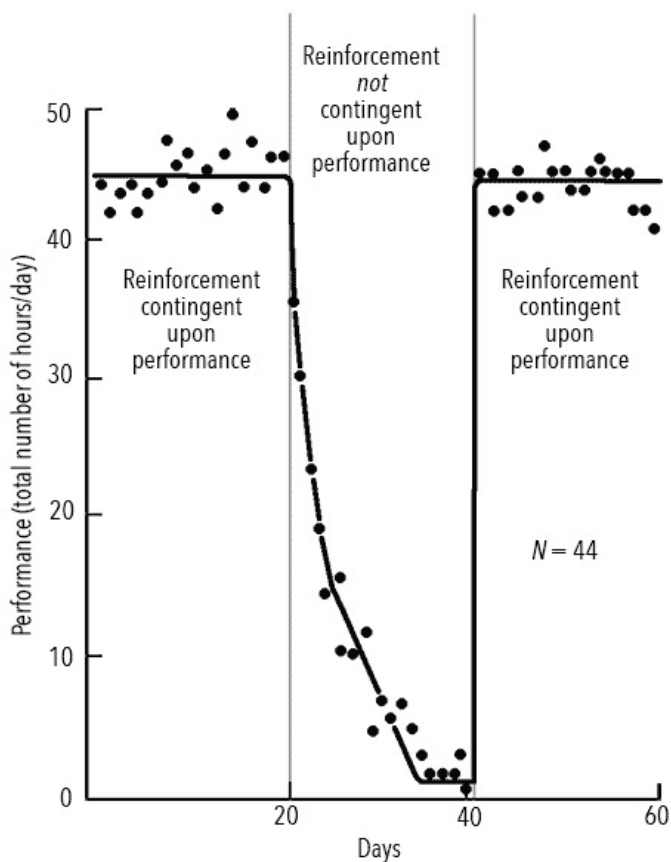 Reinforcement
not
contingent
upon
performance
50
40
30
20
10
0
Performance (total number of hours/day)
Reinforcement
contingent
upon
performance
Reinforcement
contingent
upon
performance
N = 44
20
40
60
Days